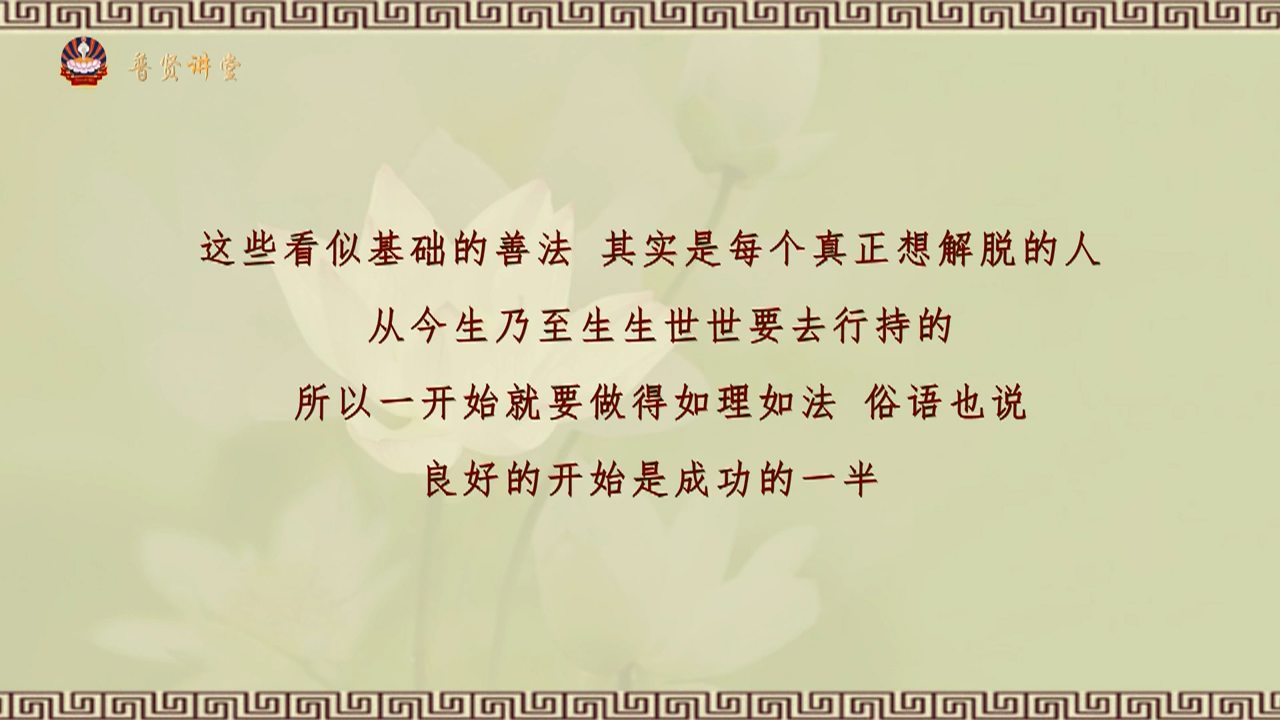 普贤讲堂
这些看似基础的善法 其实是每个真正想解脱的人
从今生乃至生生世世要去行持的
所以一开始就要做得如理如法 俗语也说
良好的开始是成功的一半